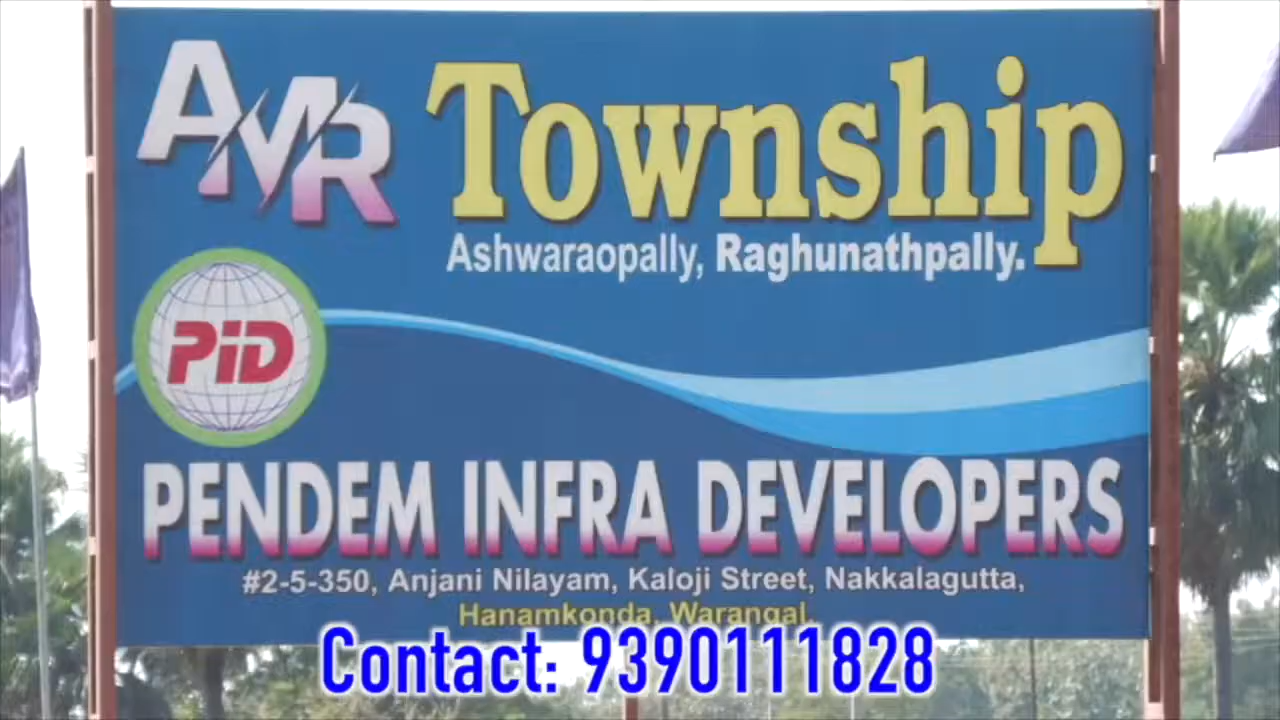 AVR Township
Ashwaraopally, Raghunathpally.
PiD
PENDEM INFRA DEVELOPERS
#2-5-350, Anjani Nilayam, Kaloji Street, Nakkalagutta,
Hanamkonda, Warangal.
Contact: 9390111828